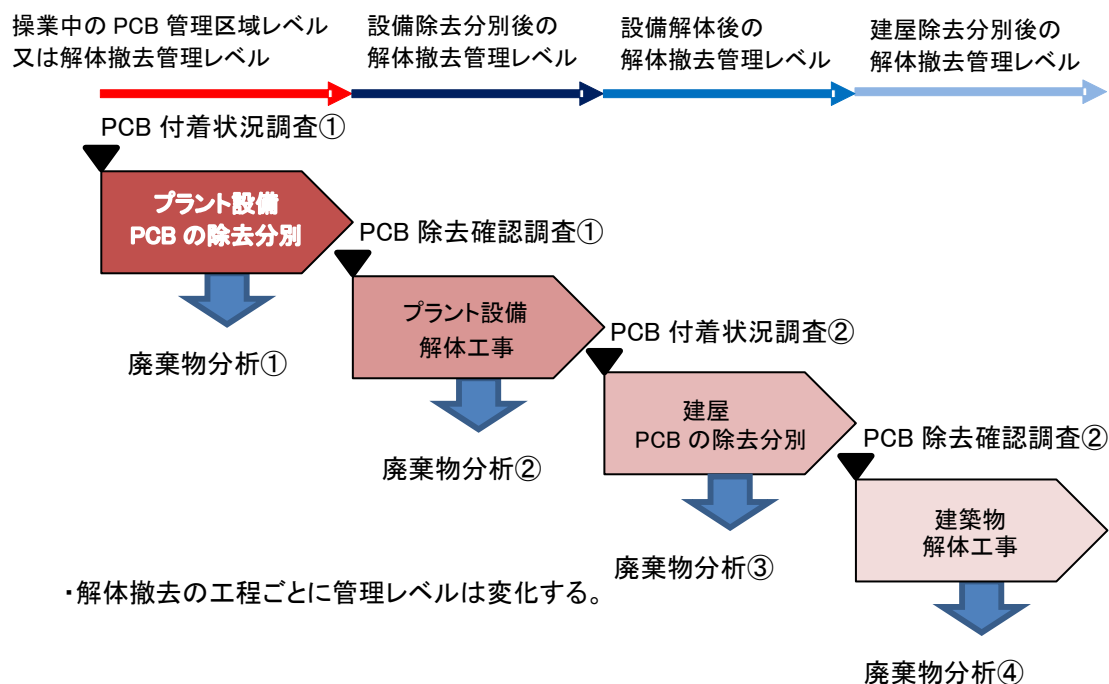 操業中の PCB 管理区域レベル
又は解体撤去管理レベル
設備除去分別後の
解体撤去管理レベル
設備解体後の
解体撤去管理レベル
建屋除去分別後の
解体撤去管理レベル
PCB 付着状況調査①
プラント設備
PCB の除去分別
廃棄物分析①
PCB 除去確認調査①
プラント設備
解体工事
廃棄物分析②
PCB 付着状況調査②
建屋
PCB の除去分別
廃棄物分析③
PCB 除去確認調査②
建築物
解体工事
廃棄物分析④
・解体撤去の工程ごとに管理レベルは変化する。